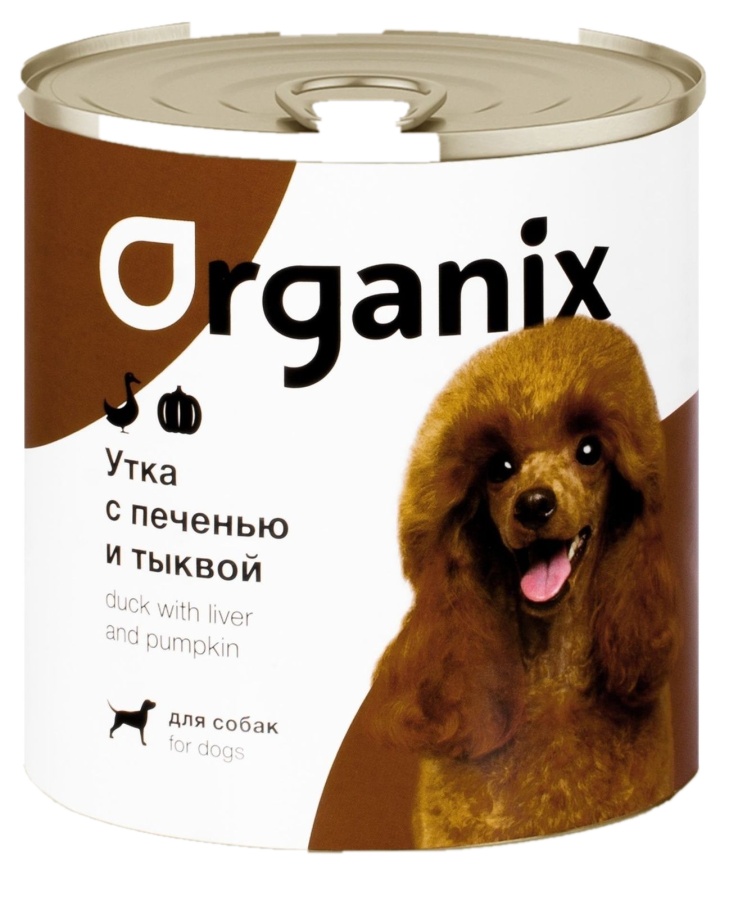 Organix
Утка
с печенью
и тыквой
duck with liver
and pumpkin
для собак
for dogs